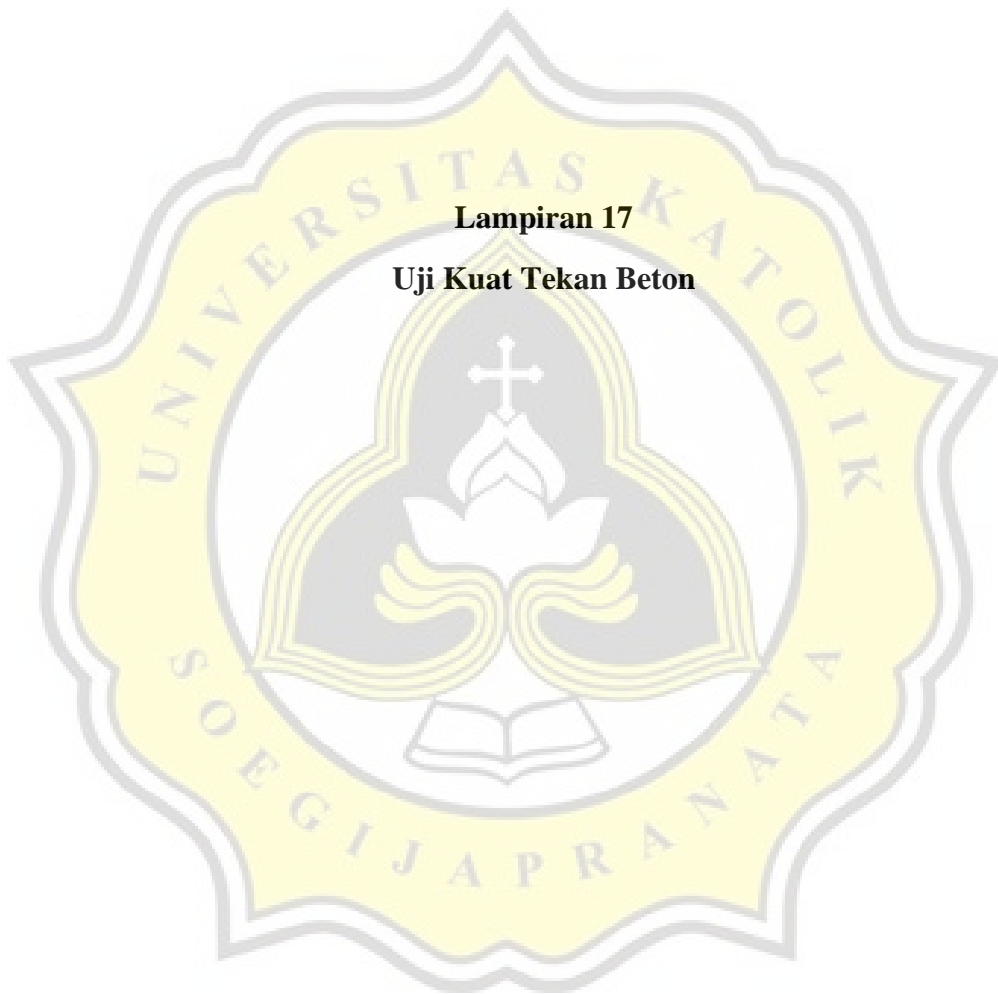 Lampiran 17
Uji Kuat Tekan Beton
UNIVERSITAS KATOLIK
SOEGIJAPRANATA